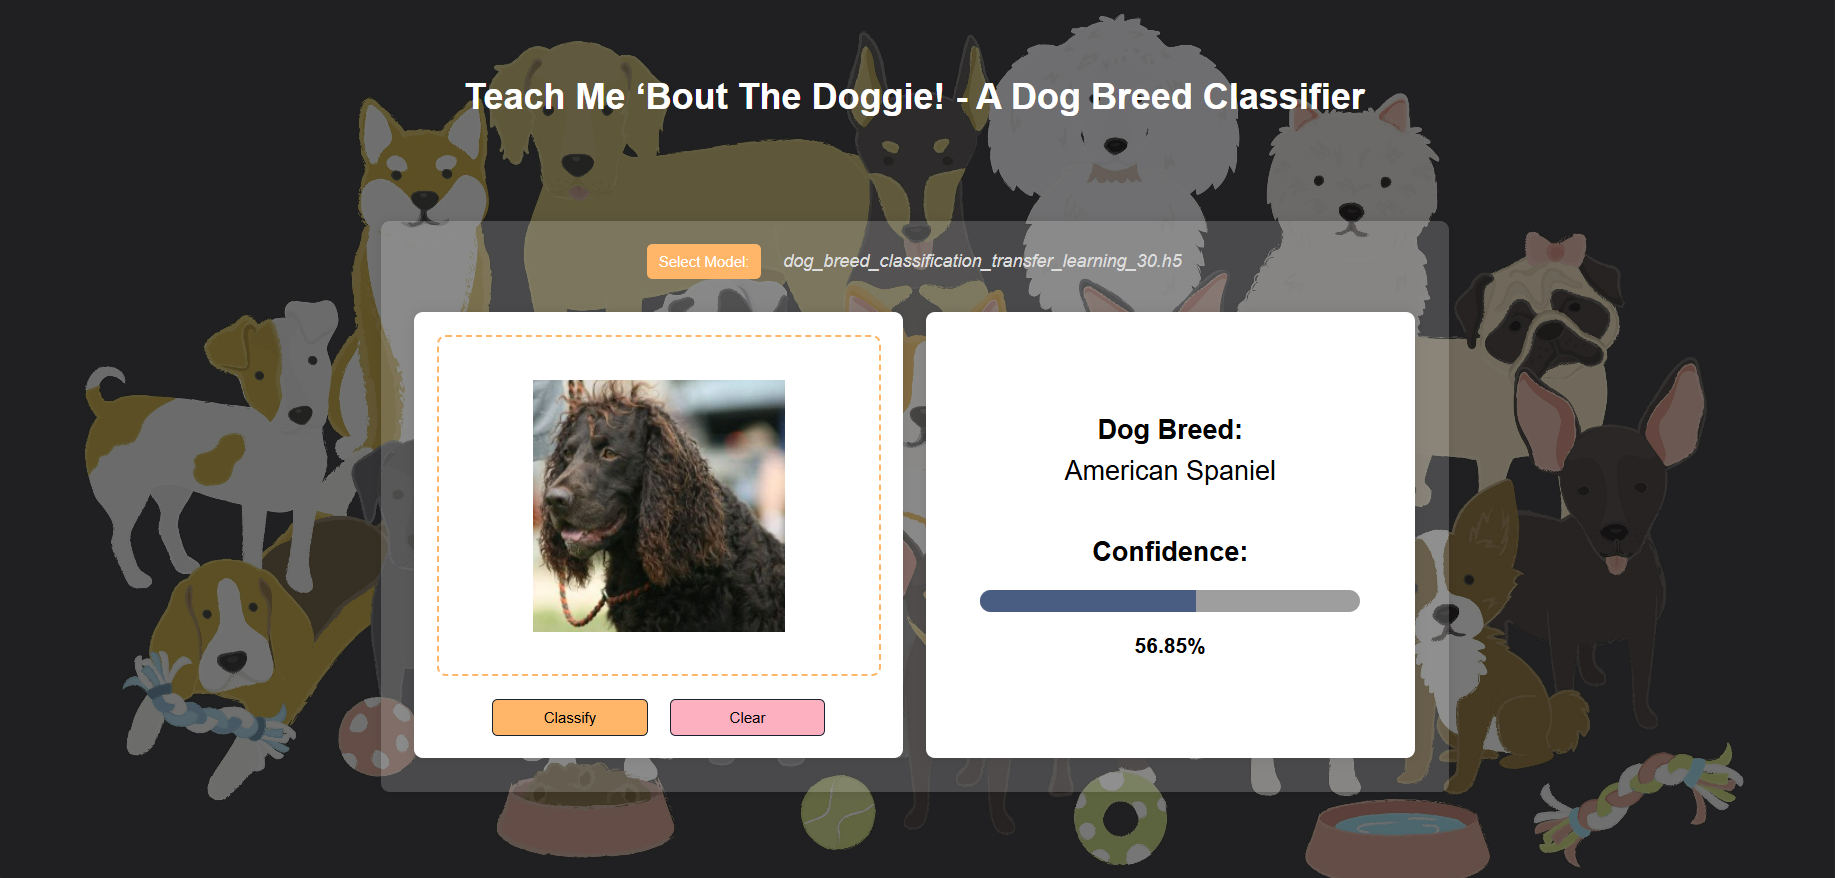 Teach Me ‘Bout The Doggie! - A Dog Breed Classifier
Select Model: dog_breed_classification_transfer_learning_30.h5
Dog Breed:
American Spaniel
Confidence:
56.85%
Classify Clear